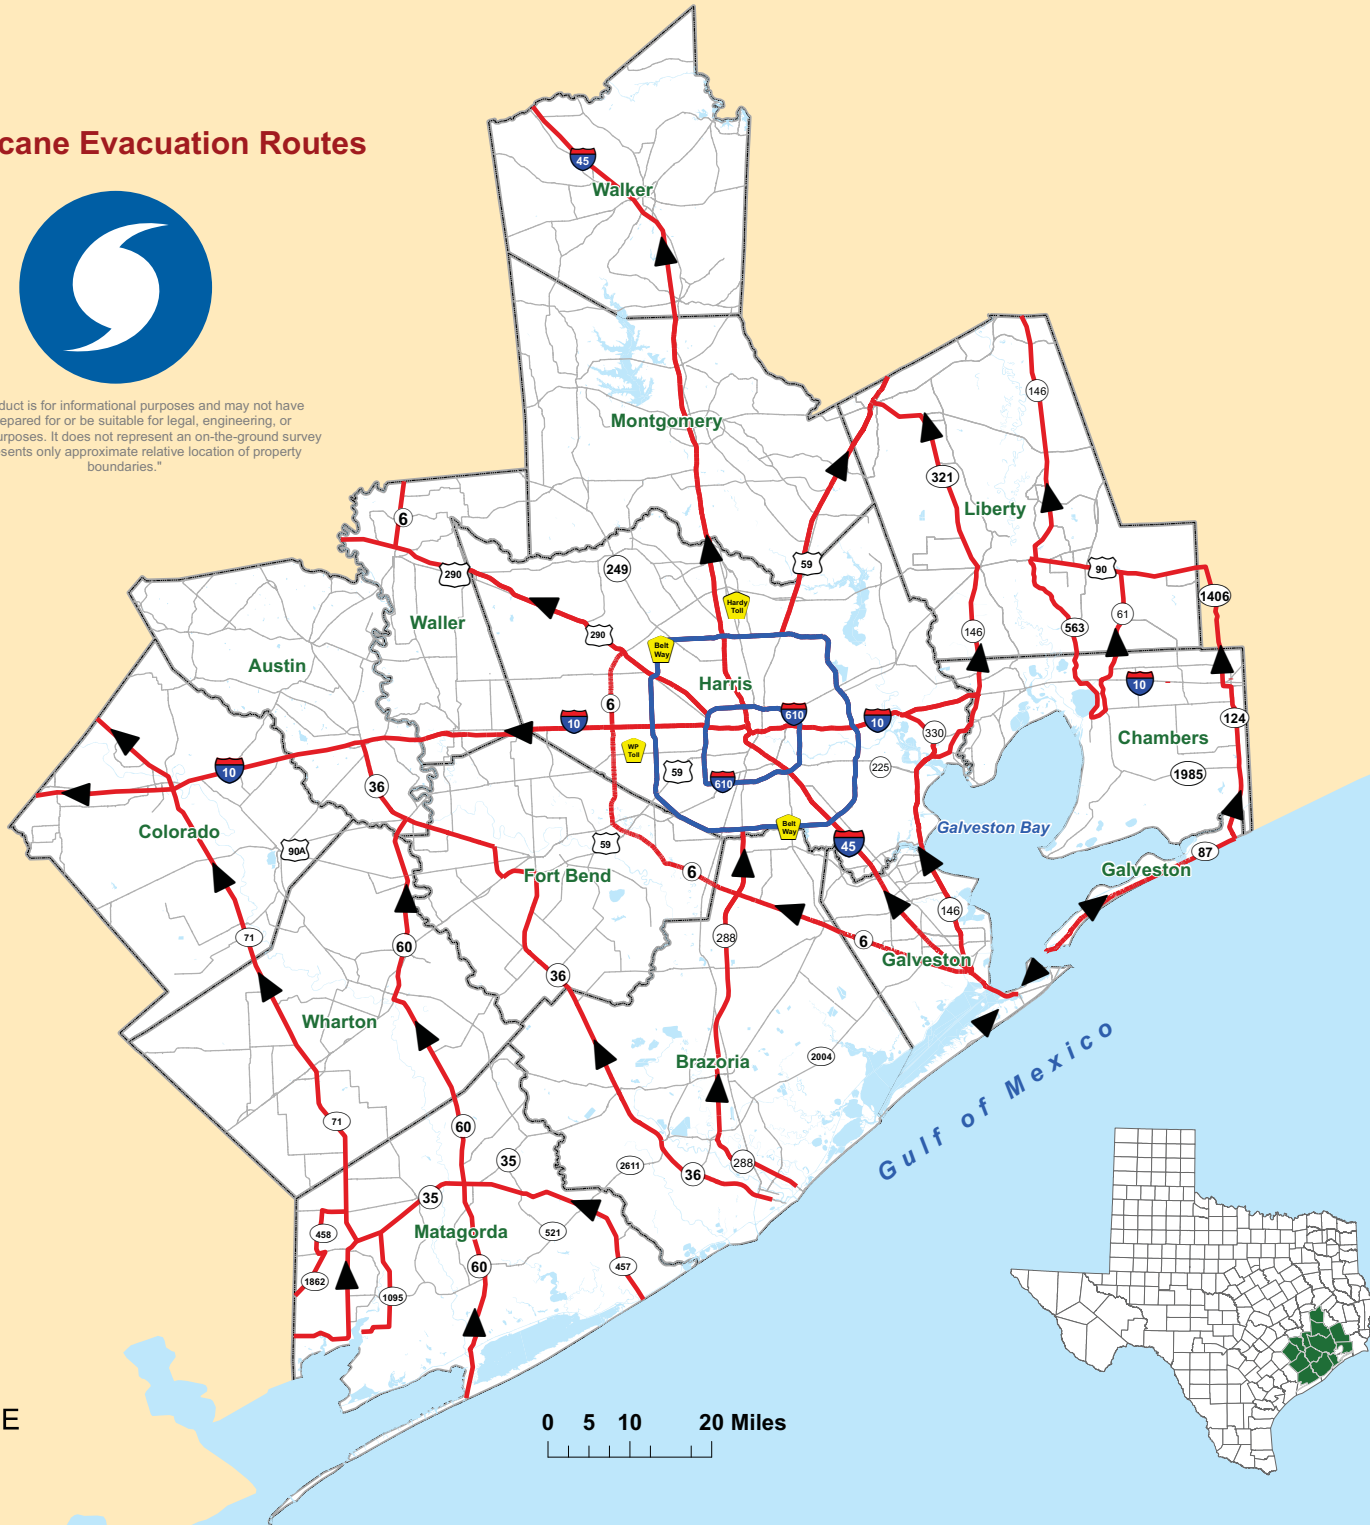 cane Evacuation Routes
duct is for informational purposes and may not have
epared for or be suitable for legal, engineering, or
urposes. It does not represent an on-the-ground survey
esents only approximate relative location of property
boundaries."
45
Walker
Montgomery
146
321
Liberty
6
290
249
59
90
Hardy
Toll
1406
61
Waller
290
Belt
Way
146
563
Austin
Harris
10
6
10
610
10
124
330
Chambers
WP
Toll
59
610
225
1985
10
36
Colorado
Belt
Way
Galveston Bay
90A
59
45
87
Fort Bend
6
Galveston
71
60
288
146
6
Galveston
36
Wharton
Brazoria
2004
Gulf of Mexico
71
60
35
2611
288
36
35
458
Matagorda
521
60
457
1862
1095
E
0 5 10 20 Miles